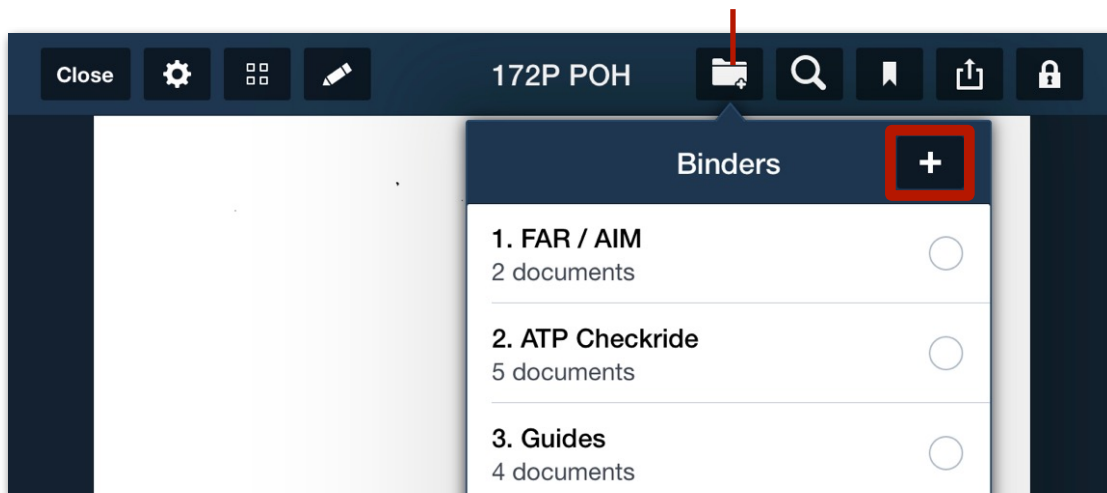 Close 172P POH
Binders +
1. FAR / AIM
2 documents
2. ATP Checkride
5 documents
3. Guides
4 documents